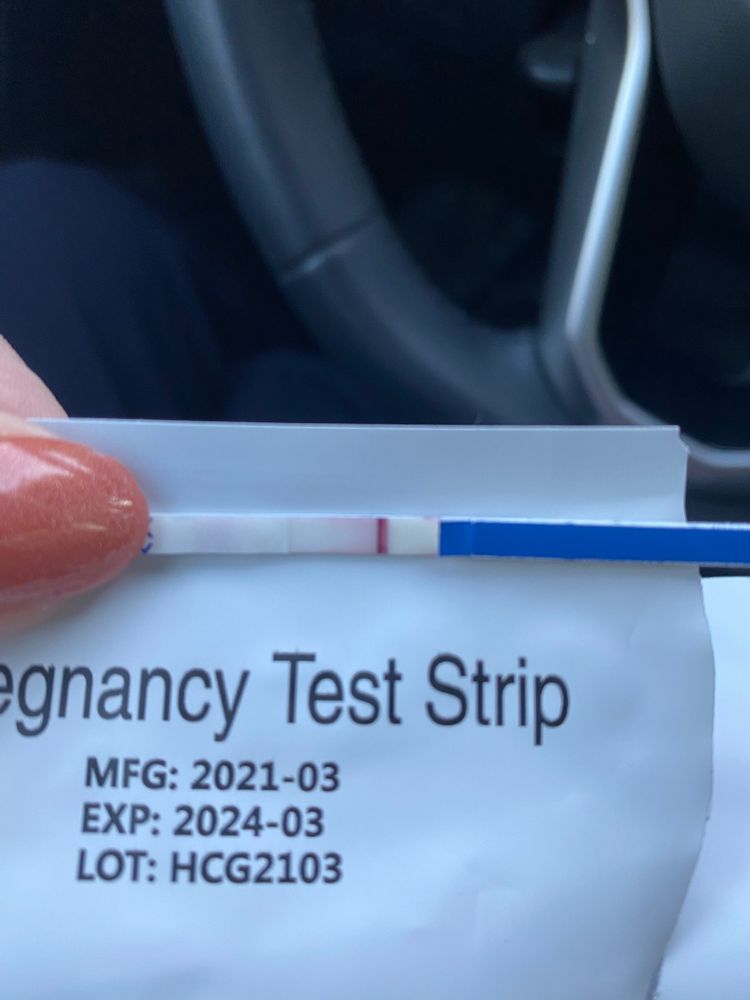 egnancy Test Strip
MFG: 2021-03
EXP: 2024-03
LOT: HCG2103